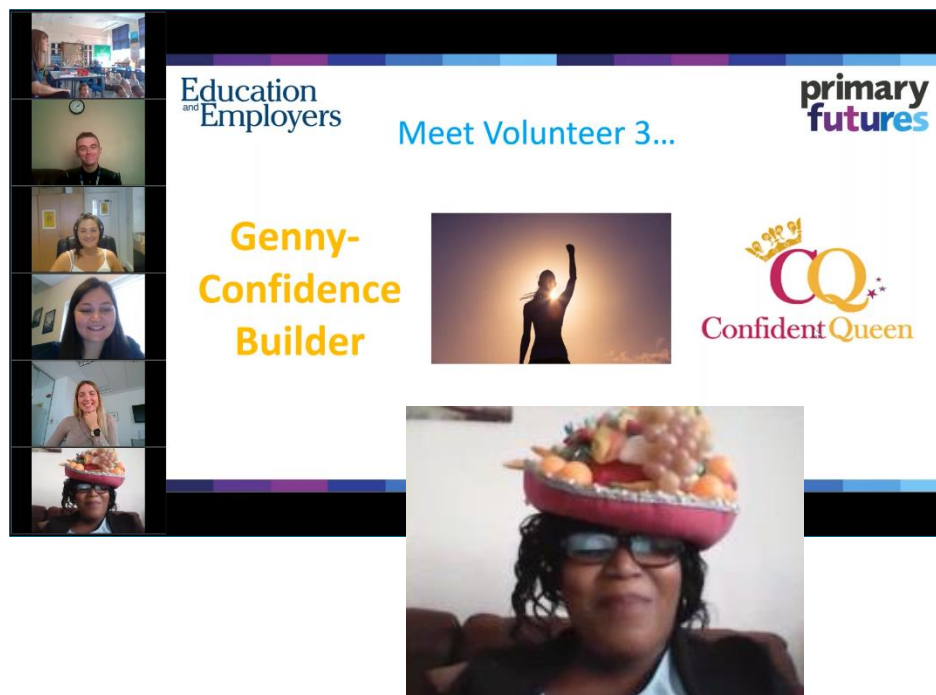 Education
and Employers
primary
futures
Meet Volunteer 3...
Genny-
Confidence
Builder
CQ
Confident Queen